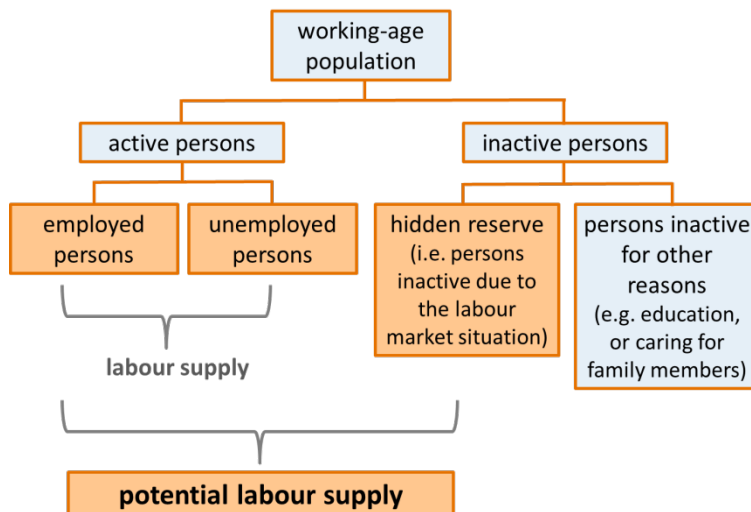 working-age
population
active persons
inactive persons
employed
persons
unemployed
persons
hidden reserve
(i.e. persons
inactive due to
the labour
market situation)
persons inactive
for other
reasons
(e.g. education,
or caring for
family members)
labour supply
potential labour supply